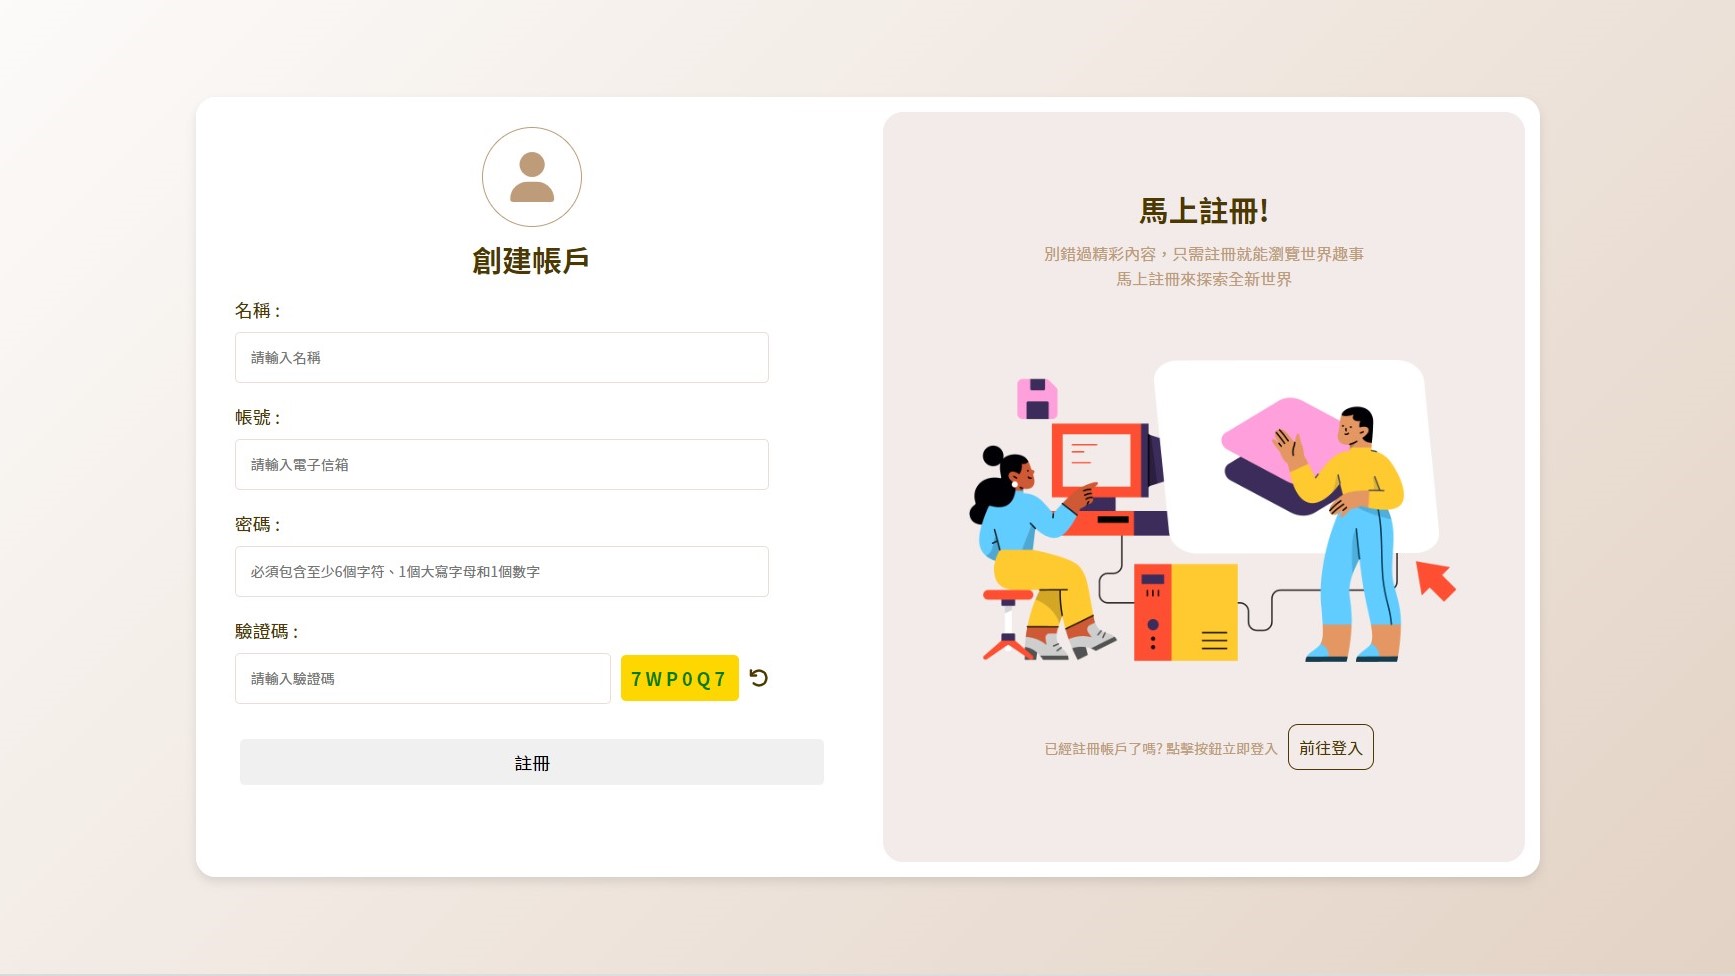 創建帳戶
名稱 :
請輸入名稱
帳號 :
請輸入電子信箱
密碼 :
必須包含至少6個字符、1個大寫字母和1個數字
驗證碼 :
請輸入驗證碼
7WP0Q7
註冊
馬上註冊!
別錯過精彩內容，只需註冊就能瀏覽世界趣事
馬上註冊來探索全新世界
已經註冊帳戶了嗎? 點擊按鈕立即登入
前往登入